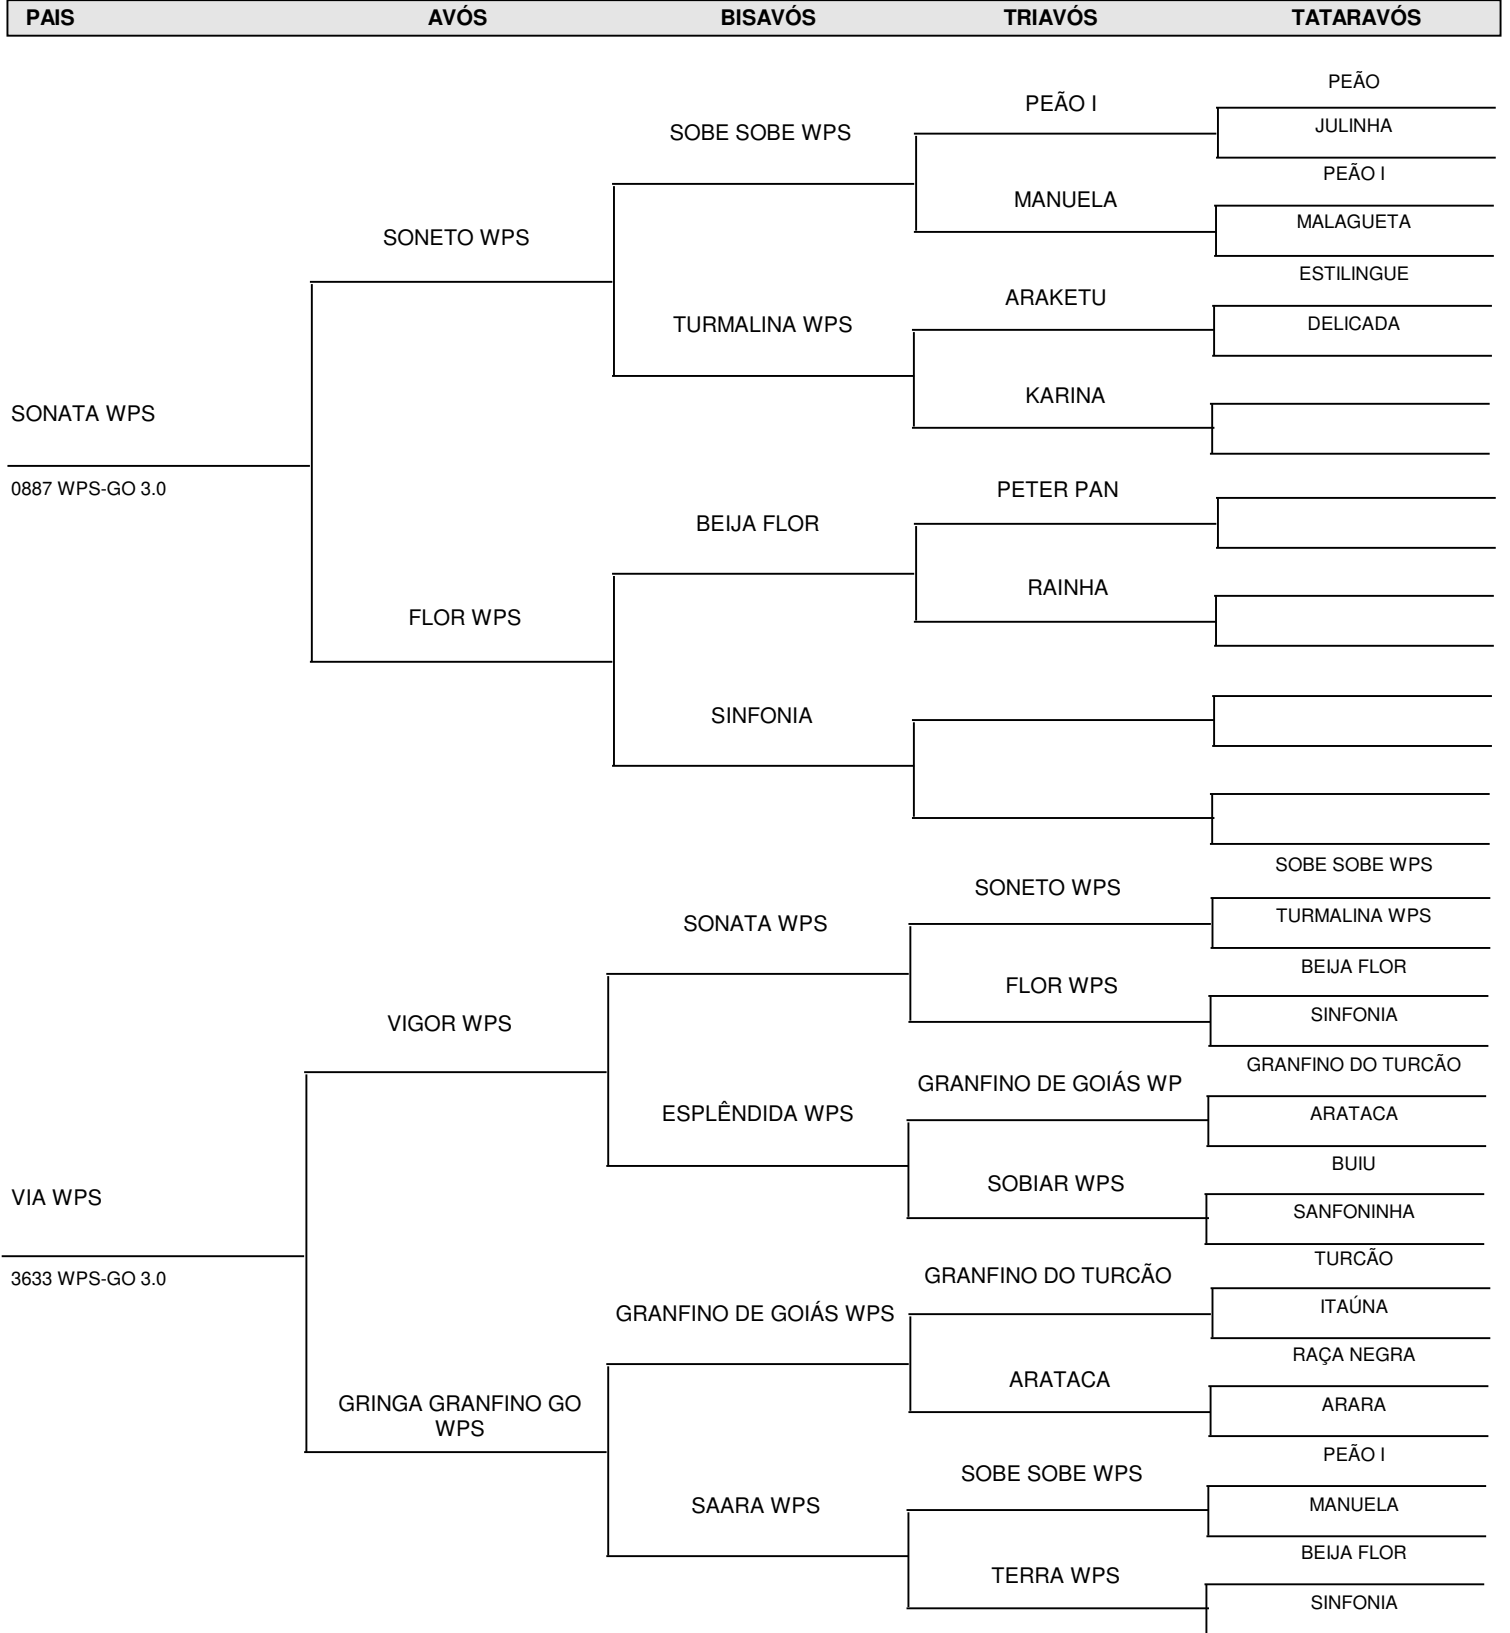 PAIS AVÓS BISAVÓS TRIAVÓS TATARAVÓS
PEÃO
PEÃO I
JULINHA
SOBE SOBE WPS
PEÃO I
MANUELA
MALAGUETA
SONETO WPS
ESTILINGUE
ARAKETU
DELICADA
TURMALINA WPS
KARINA
SONATA WPS
0887 WPS-GO 3.0
PETER PAN
BEIJA FLOR
RAINHA
FLOR WPS
SINFONIA
SOBE SOBE WPS
SONETO WPS
TURMALINA WPS
SONATA WPS
BEIJA FLOR
FLOR WPS
SINFONIA
VIGOR WPS
GRANFINO DO TURCÃO
GRANFINO DE GOIÁS WP
ARATACA
ESPLÊNDIDA WPS
BUIU
SOBIAR WPS
SANFONINHA
VIA WPS
3633 WPS-GO 3.0
TURCÃO
GRANFINO DO TURCÃO
ITAÚNA
GRANFINO DE GOIÁS WPS
RAÇA NEGRA
ARATACA
ARARA
GRINGA GRANFINO GO
WPS
PEÃO I
SOBE SOBE WPS
MANUELA
SAARA WPS
BEIJA FLOR
TERRA WPS
SINFONIA